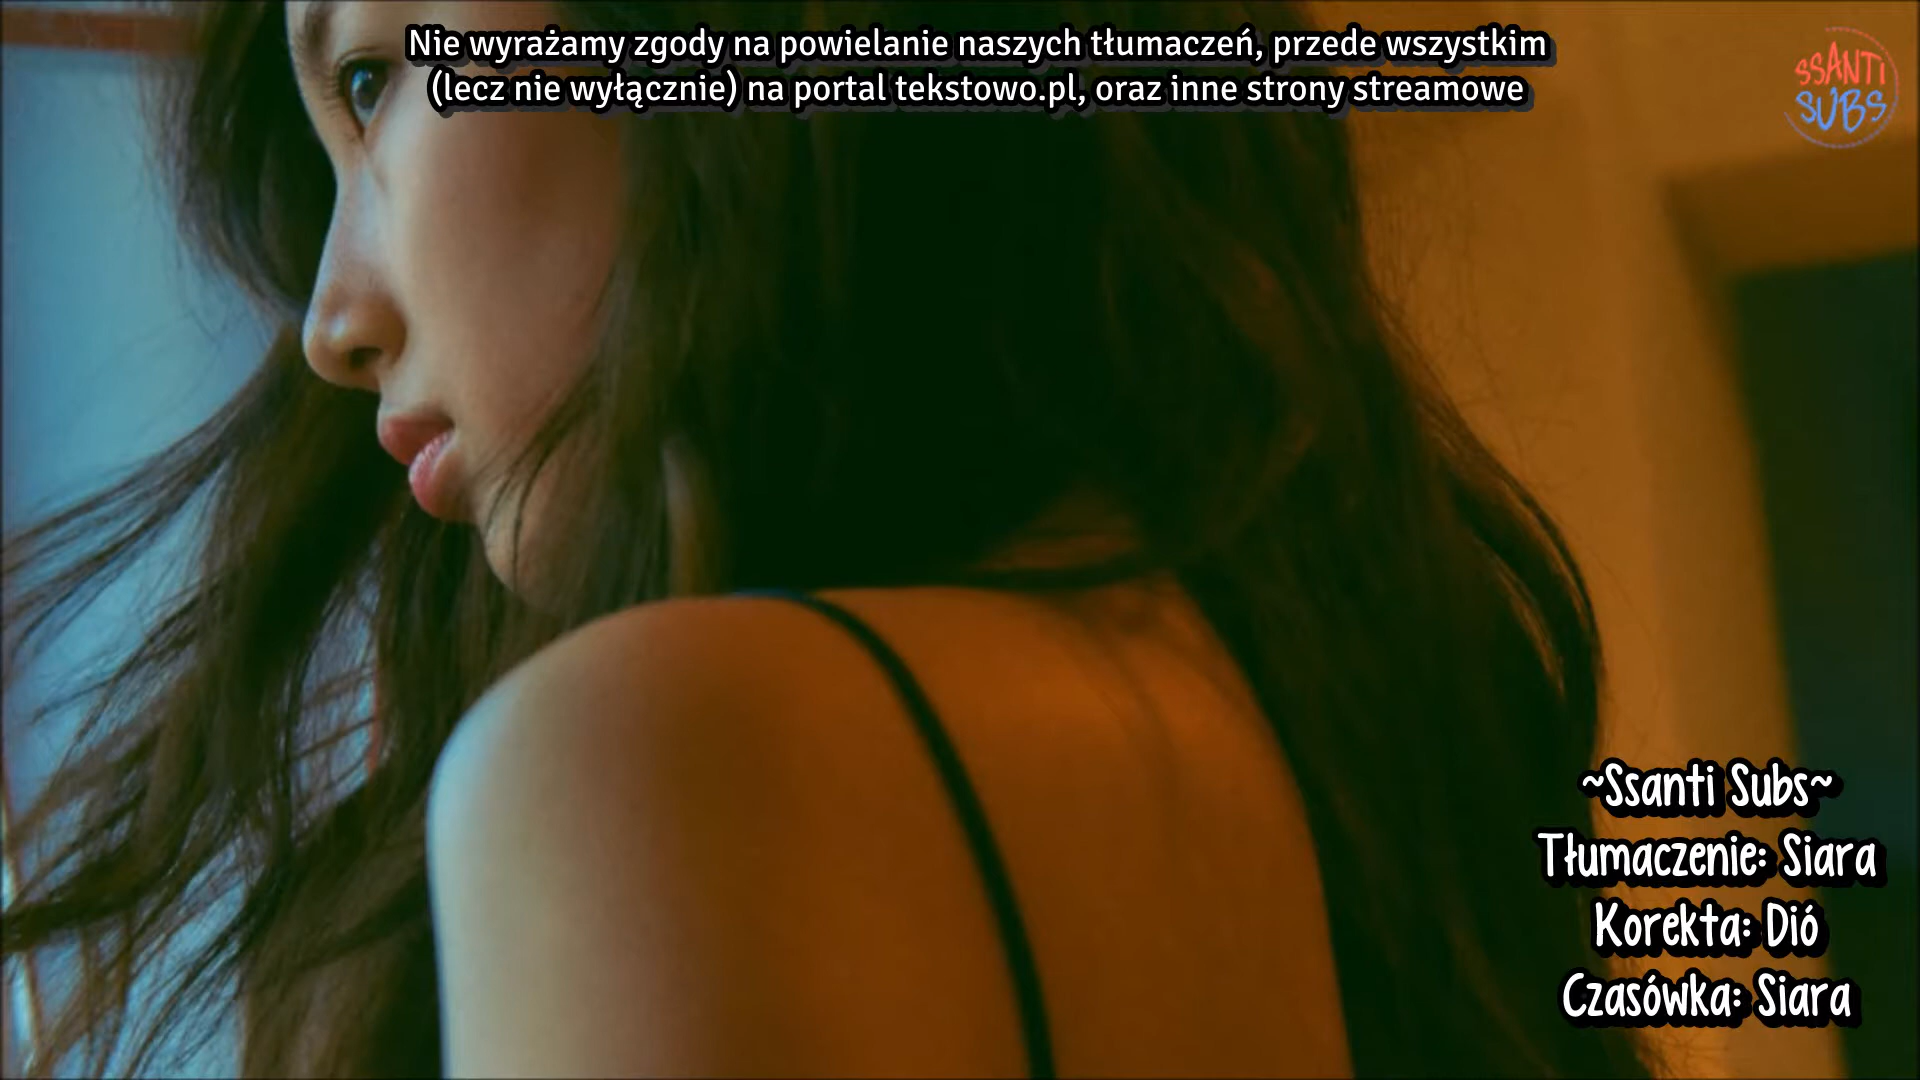 Nie wyrażamy zgody na powielanie naszych tłumaczeń, przede wszystkim
(lecz nie wyłącznie) na portal tekstowo.pl, oraz inne strony streamowe
SSANTI
SUBS
~Ssanti Subs~
Tłumaczenie: Siara
Korekta: Dió
Czasówka: Siara